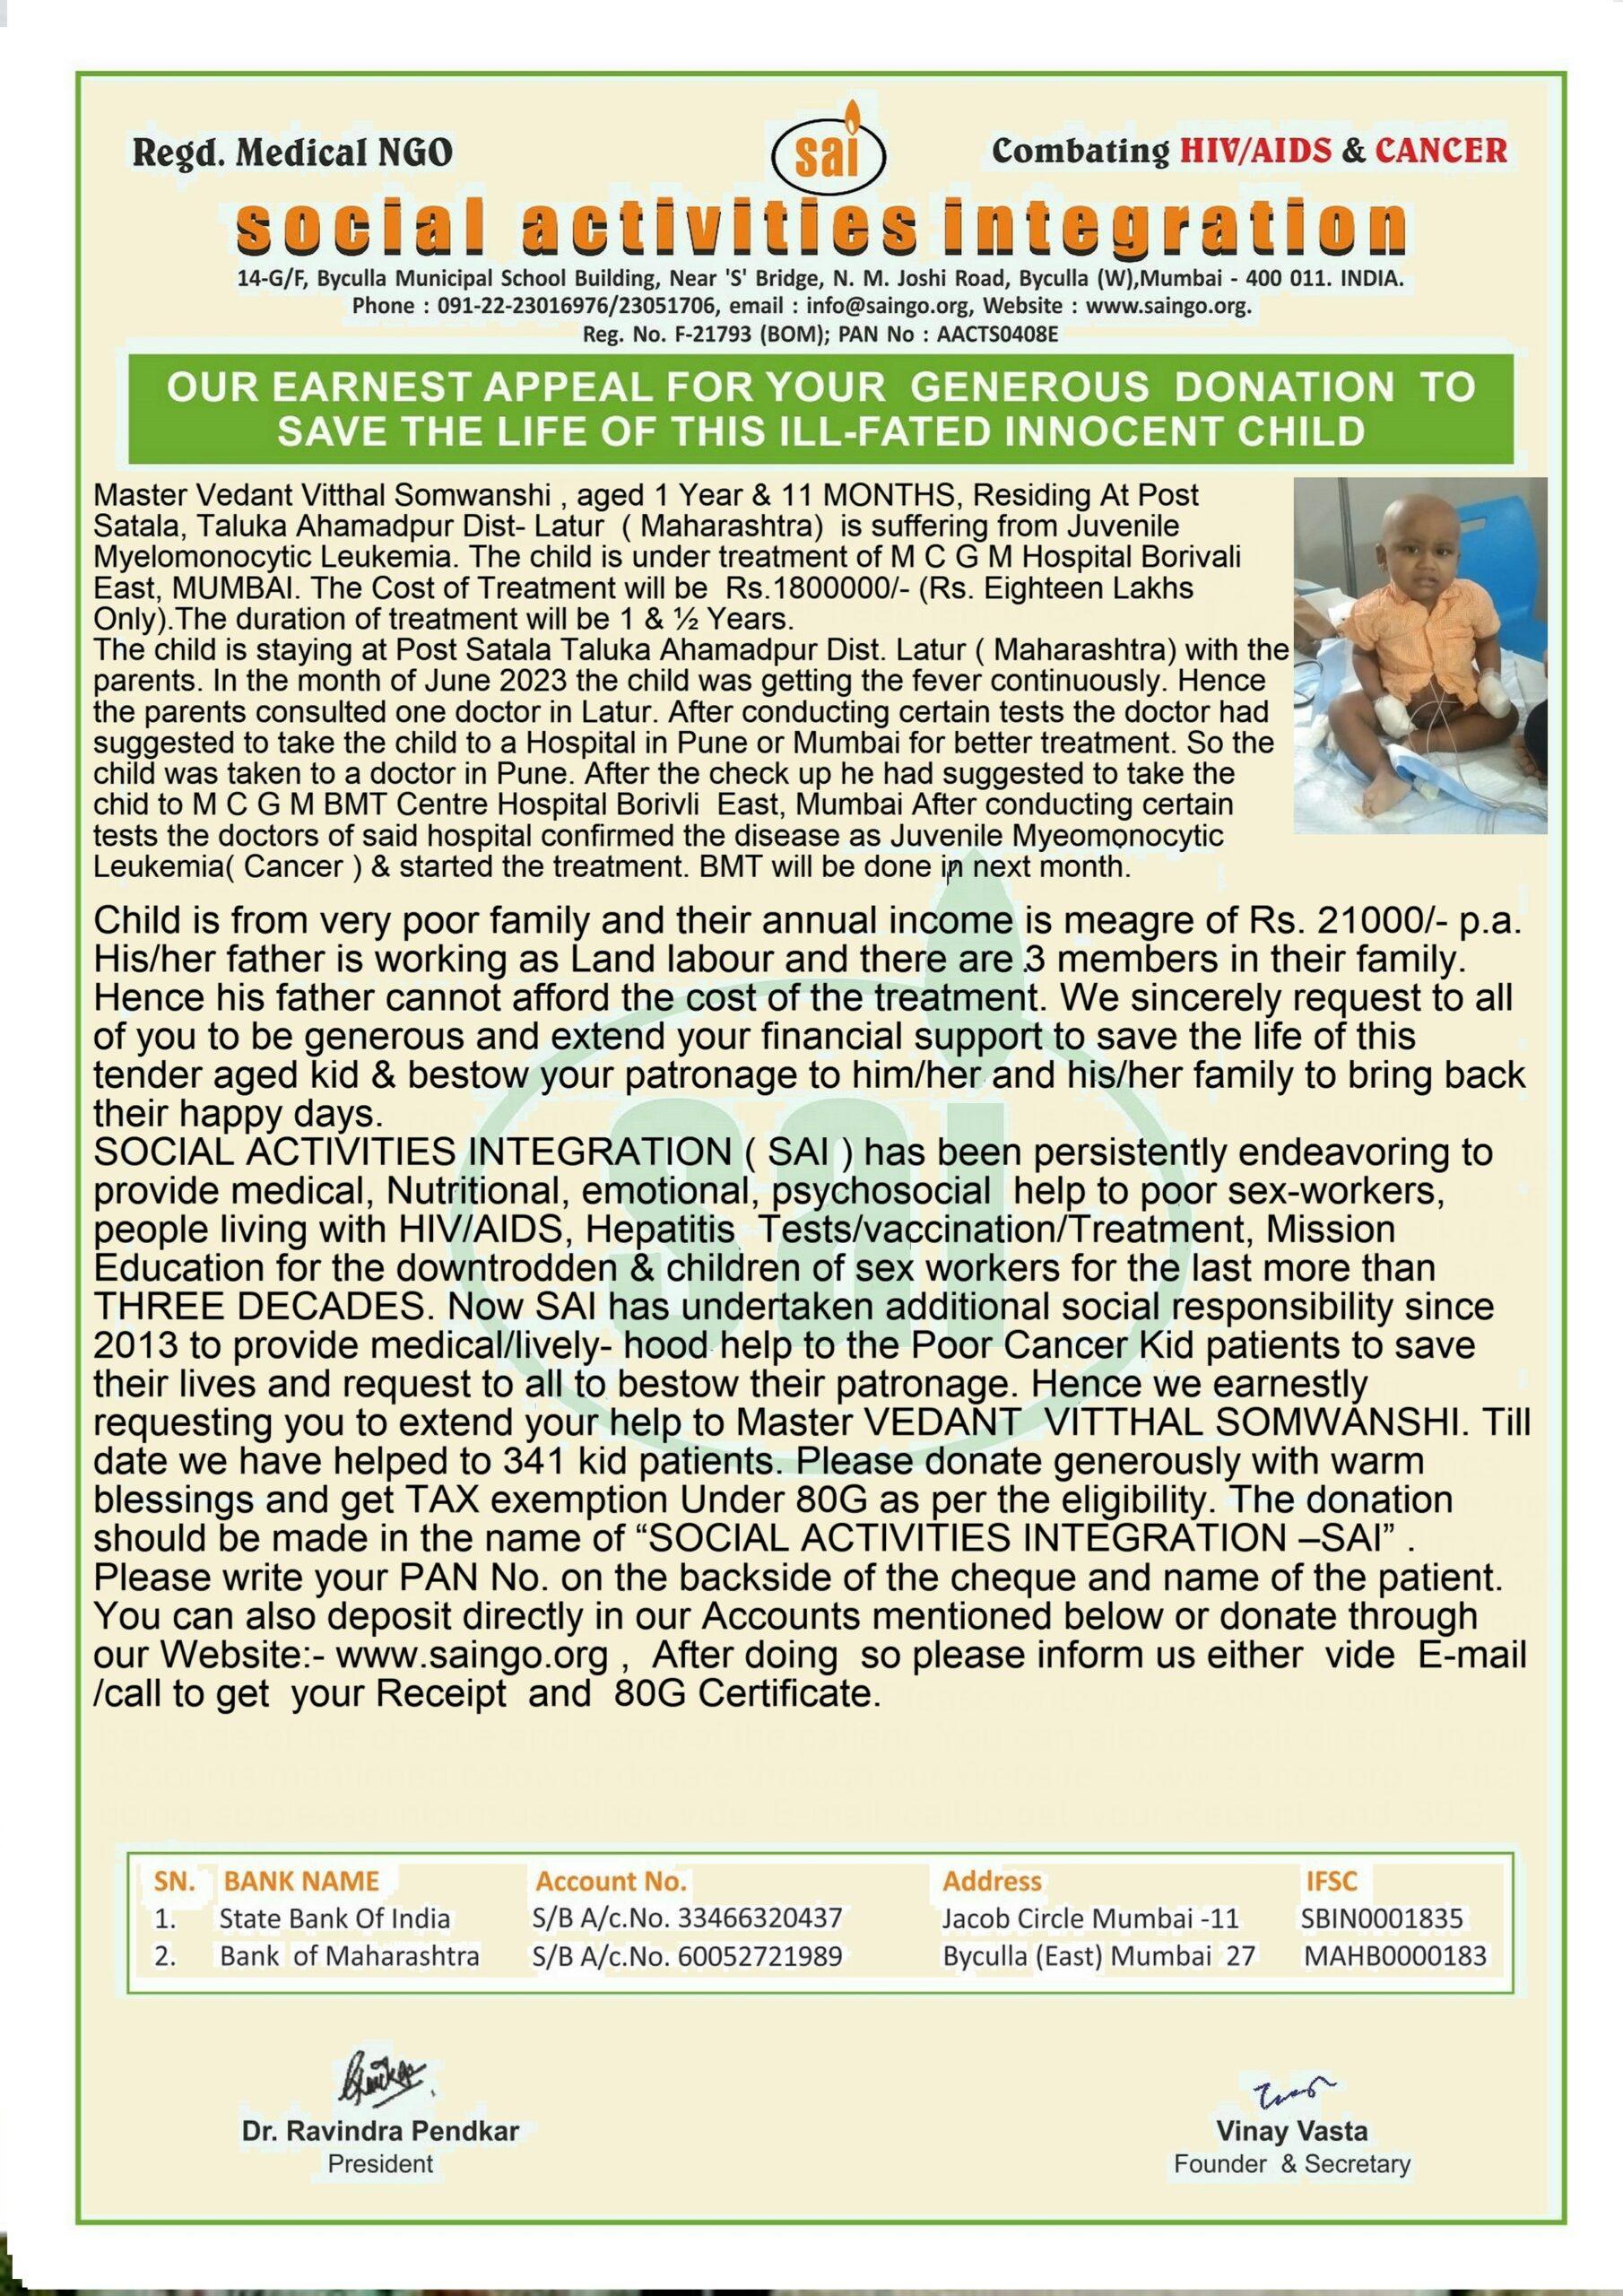 Regd. Medical NGO
sai
Combating HIV/AIDS & CANCER
social activities integration
14-G/F, Byculla Municipal School Building, Near 'S' Bridge, N. M. Joshi Road, Byculla (W),Mumbai - 400 011. INDIA.
Phone : 091-22-23016976/23051706, email : info@saingo.org, Website : www.saingo.org.
Reg. No. F-21793 (BOM); PAN No : AACTS0408E
OUR EARNEST APPEAL FOR YOUR GENEROUS DONATION TO
SAVE THE LIFE OF THIS ILL-FATED INNOCENT CHILD
Master Vedant Vitthal Somwanshi , aged 1 Year & 11 MONTHS, Residing At Post
Satala, Taluka Ahamadpur Dist- Latur ( Maharashtra) is suffering from Juvenile
Myelomonocytic Leukemia. The child is under treatment of M C G M Hospital Borivali
East, MUMBAI. The Cost of Treatment will be Rs.1800000/- (Rs. Eighteen Lakhs
Only).The duration of treatment will be 1 & ½ Years.
The child is staying at Post Satala Taluka Ahamadpur Dist. Latur ( Maharashtra) with the
parents. In the month of June 2023 the child was getting the fever continuously. Hence
the parents consulted one doctor in Latur. After conducting certain tests the doctor had
suggested to take the child to a Hospital in Pune or Mumbai for better treatment. So the
child was taken to a doctor in Pune. After the check up he had suggested to take the
chid to M C G M BMT Centre Hospital Borivli East, Mumbai After conducting certain
tests the doctors of said hospital confirmed the disease as Juvenile Myeomonocytic
Leukemia( Cancer ) & started the treatment. BMT will be done in next month.
Child is from very poor family and their annual income is meagre of Rs. 21000/- p.a.
His/her father is working as Land labour and there are 3 members in their family.
Hence his father cannot afford the cost of the treatment. We sincerely request to all
of you to be generous and extend your financial support to save the life of this
tender aged kid & bestow your patronage to him/her and his/her family to bring back
their happy days.
SOCIAL ACTIVITIES INTEGRATION ( SAI ) has been persistently endeavoring to
provide medical, Nutritional, emotional, psychosocial help to poor sex-workers,
people living with HIV/AIDS, Hepatitis Tests/vaccination/Treatment, Mission
Education for the downtrodden & children of sex workers for the last more than
THREE DECADES. Now SAI has undertaken additional social responsibility since
2013 to provide medical/lively- hood help to the Poor Cancer Kid patients to save
their lives and request to all to bestow their patronage. Hence we earnestly
requesting you to extend your help to Master VEDANT VITTHAL SOMWANSHI. Till
date we have helped to 341 kid patients. Please donate generously with warm
blessings and get TAX exemption Under 80G as per the eligibility. The donation
should be made in the name of “SOCIAL ACTIVITIES INTEGRATION –SAI” .
Please write your PAN No. on the backside of the cheque and name of the patient.
You can also deposit directly in our Accounts mentioned below or donate through
our Website:- www.saingo.org , After doing so please inform us either vide E-mail
/call to get your Receipt and 80G Certificate.
SN. BANK NAME Account No. Address IFSC
1. State Bank Of India S/B A/c.No. 33466320437 Jacob Circle Mumbai -11 SBIN0001835
2. Bank of Maharashtra S/B A/c.No. 60052721989 Byculla (East) Mumbai 27 MAHB0000183
Dr. Ravindra Pendkar
President
Vinay Vasta
Founder & Secretary